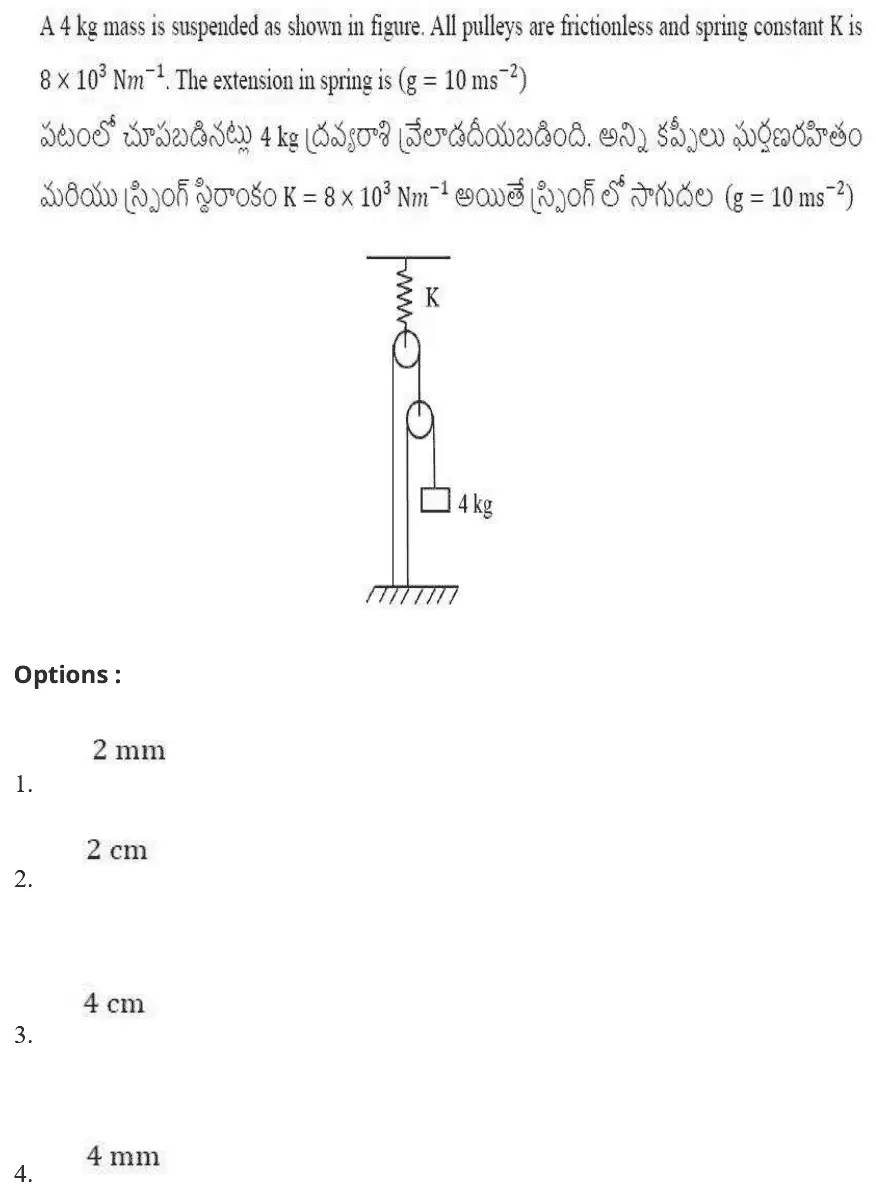 A 4 kg mass is suspended as shown in figure. All pulleys are frictionless and spring constant K is
8 × 10³ Nm⁻¹. The extension in spring is (g = 10 ms⁻²)
పటంలో చూపబడినట్లు 4 kg ద్రవ్యరాశి వ్రేలాడదీయబడింది. అన్ని కప్పీలు ఘర్షణరహితం
మరియు స్ప్రింగ్ స్థిరాంకం K = 8 × 10³ Nm⁻¹ అయితే స్ప్రింగ్ లో సాగుదల (g = 10 ms⁻²)
K
4 kg
Options :
2 mm
1.
2 cm
2.
4 cm
3.
4 mm
4.